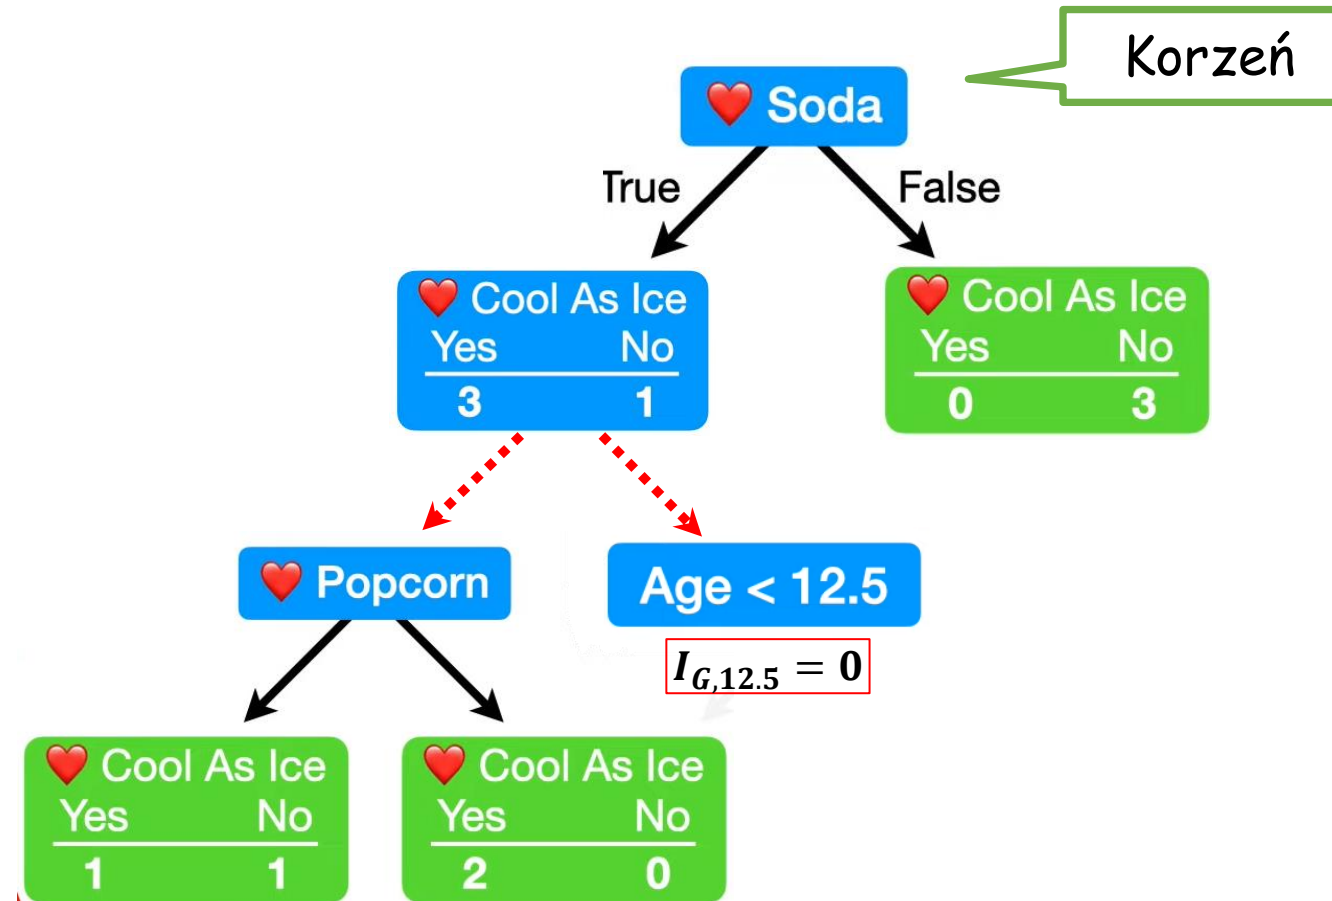 Korzeń
❤️ Soda
True
False
❤️ Cool As Ice
Yes No
3 1
❤️ Cool As Ice
Yes No
0 3
❤️ Popcorn
Age < 12.5
I_{G,12.5} = 0
❤️ Cool As Ice
Yes No
1 1
❤️ Cool As Ice
Yes No
2 0